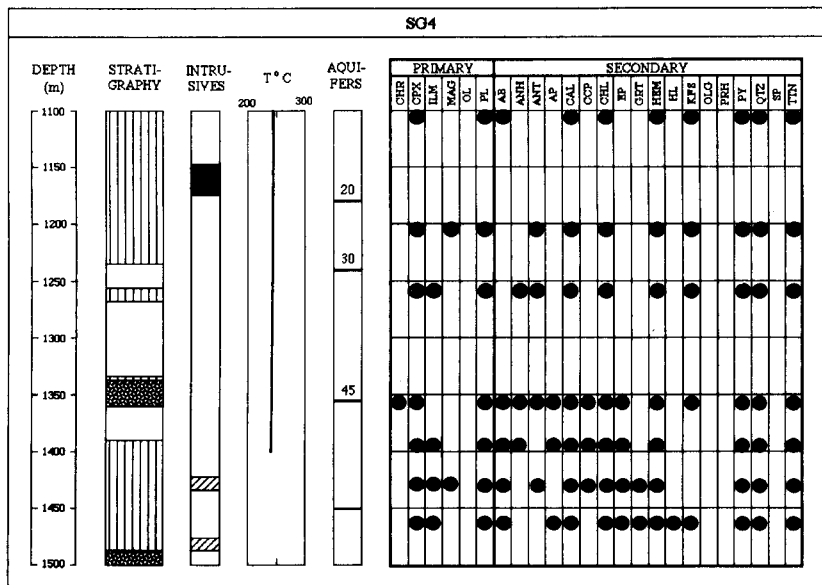 SG4
DEPTH (m)
STRATI-GRAPHY
INTRU-SIVES
T°C
200 300
AQUI-FERS
PRIMARY
SECONDARY
CHR CPX ILM MAG OL PL AB ANH ANT AP CAL CCP CHL EP GRT HEM HL KFS OLG PRH PY QTZ SP TTN
1100
1150
20
1200
30
1250
1300
1350
45
1400
1450
1500